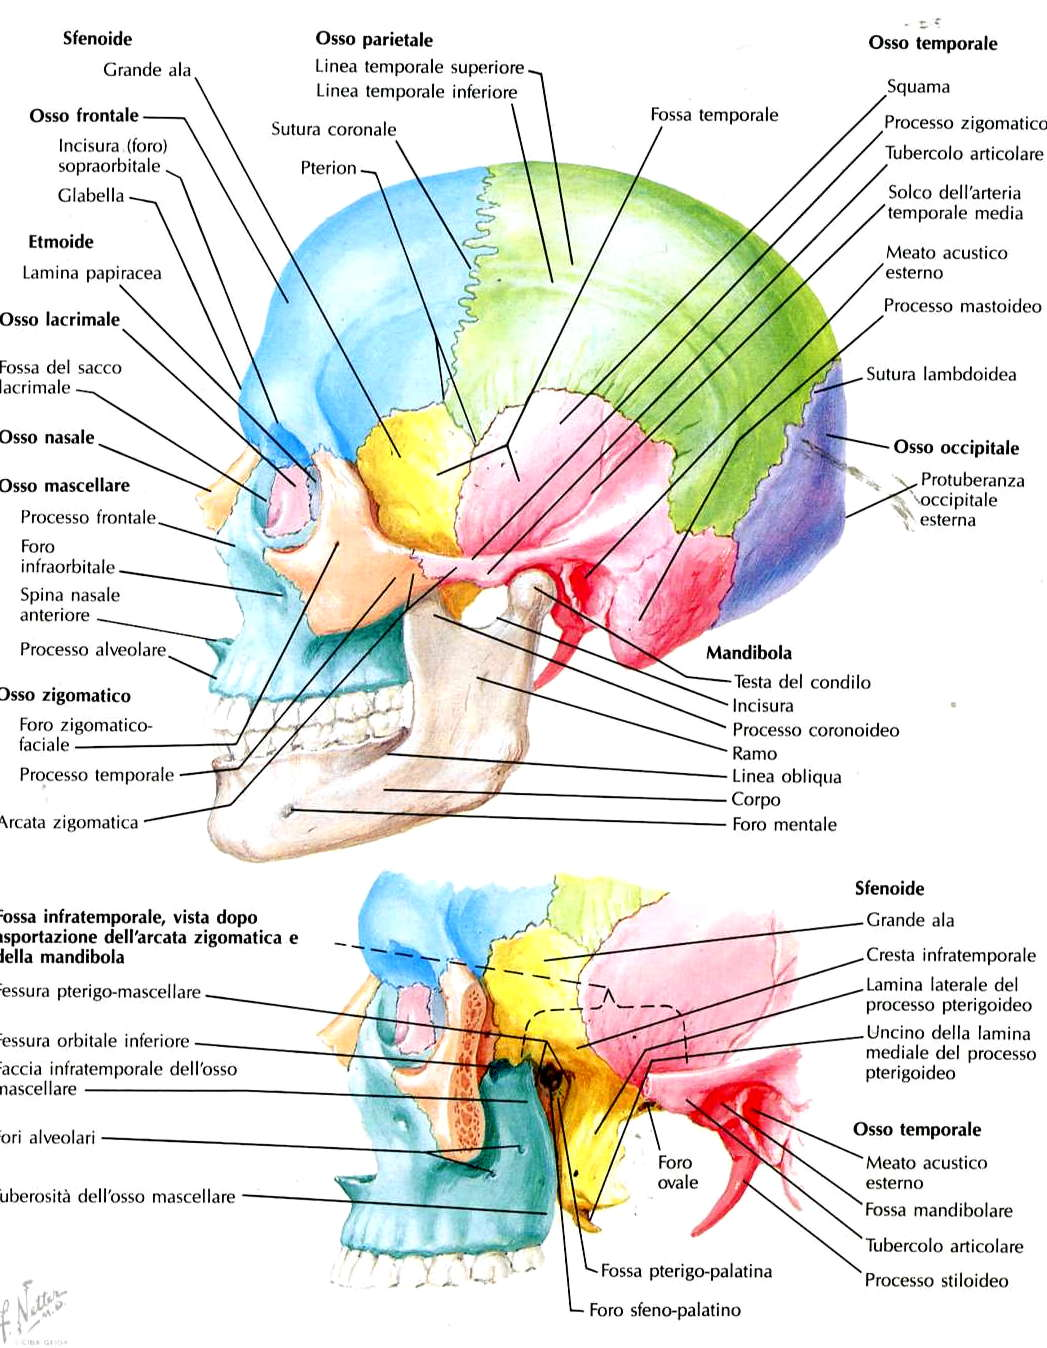 Sfenoide
Grande ala
Osso frontale
Incisura (foro)
sopraorbitale
Glabella
Etmoide
Lamina papiracea
Osso lacrimale
Fossa del sacco
lacrimale
Osso nasale
Osso mascellare
Processo frontale
Foro
infraorbitale
Spina nasale
anteriore
Processo alveolare
Osso zigomatico
Foro zigomatico-
faciale
Processo temporale
Arcata zigomatica
Osso parietale
Linea temporale superiore
Linea temporale inferiore
Sutura coronale
Pterion
Fossa temporale
Osso temporale
Squama
Processo zigomatico
Tubercolo articolare
Solco dell'arteria
temporale media
Meato acustico
esterno
Processo mastoideo
Sutura lambdoidea
Osso occipitale
Protuberanza
occipitale
esterna
Mandibola
Testa del condilo
Incisura
Processo coronoideo
Ramo
Linea obliqua
Corpo
Foro mentale
Fossa infratemporale, vista dopo
asportazione dell'arcata zigomatica e
della mandibola
Fessura pterigo-mascellare
Fessura orbitale inferiore
Faccia infratemporale dell'osso
mascellare
Fori alveolari
Tuberosità dell'osso mascellare
Sfenoide
Grande ala
Cresta infratemporale
Lamina laterale del
processo pterigoideo
Uncino della lamina
mediale del processo
pterigoideo
Foro
ovale
Osso temporale
Meato acustico
esterno
Fossa mandibolare
Tubercolo articolare
Processo stiloideo
Fossa pterigo-palatina
Foro sfeno-palatino
F. Netter
M.D.